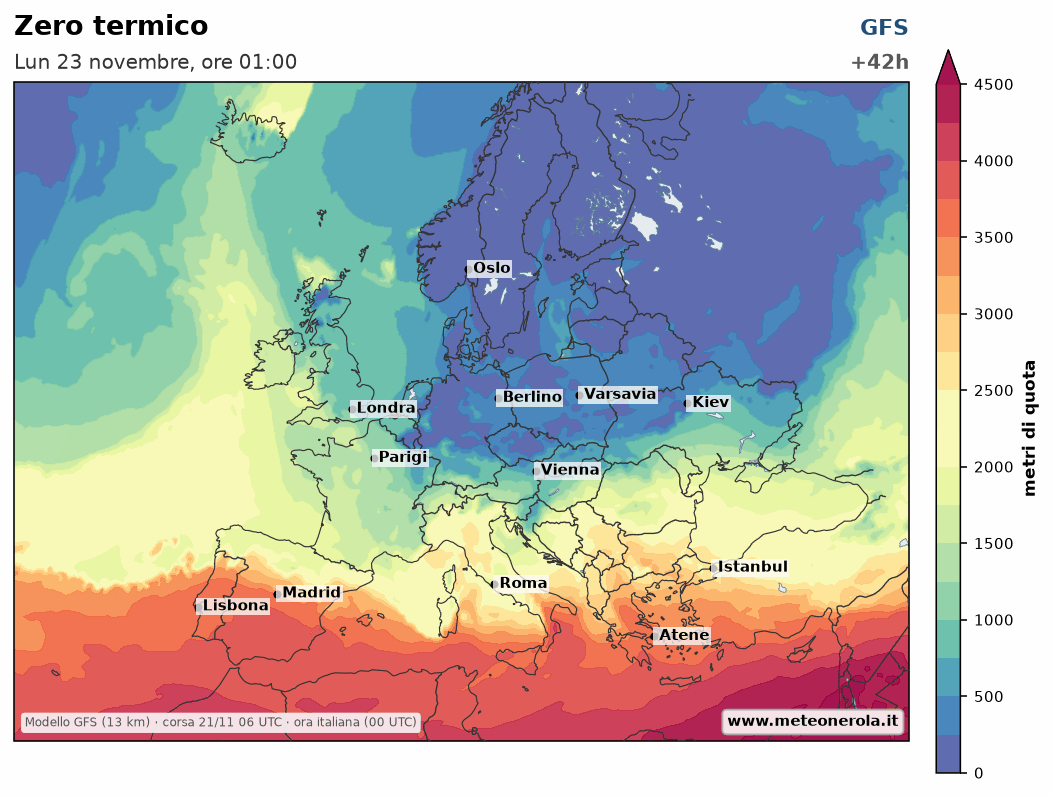 Zero termico
GFS
Lun 23 novembre, ore 01:00
+42h
4500
4000
3500
3000
2500
2000
1500
1000
500
0
metri di quota
Oslo
Berlino
Varsavia
Kiev
Londra
Parigi
Vienna
Istanbul
Roma
Madrid
Lisbona
Atene
Modello GFS (13 km) · corsa 21/11 06 UTC · ora italiana (00 UTC)
www.meteonerola.it